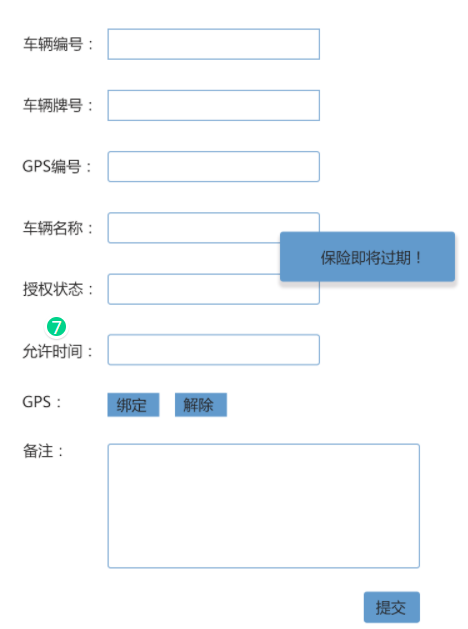 车辆编号：
车辆牌号：
GPS编号：
车辆名称：
保险即将过期！
授权状态：
7
允许时间：
GPS：
绑定 解除
备注：
提交